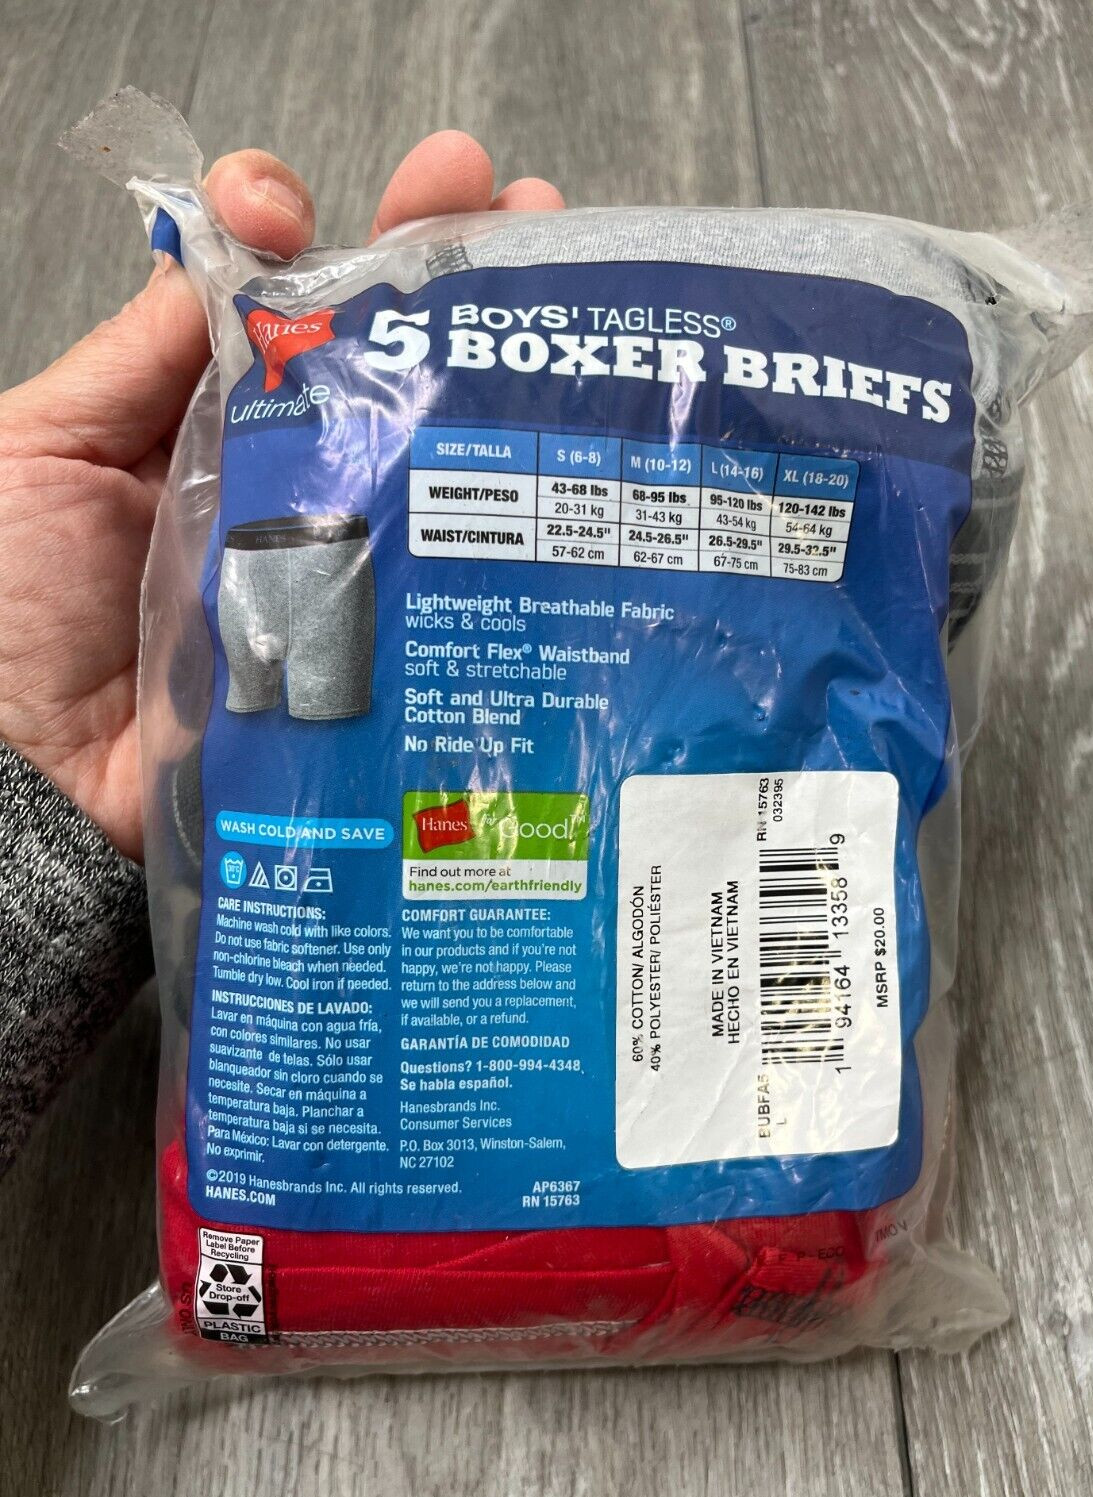 Hanes
ultimate
5 BOYS' TAGLESS®
BOXER BRIEFS
SIZE/TALLA S (6-8) M (10-12) L (14-16) XL (18-20)
WEIGHT/PESO 43-68 lbs 68-95 lbs 95-120 lbs 120-142 lbs
20-31 kg 31-43 kg 43-54 kg 54-64 kg
WAIST/CINTURA 22.5-24.5" 24.5-26.5" 26.5-29.5" 29.5-32.5"
57-62 cm 62-67 cm 67-75 cm 75-83 cm
HANES
Lightweight Breathable Fabric
wicks & cools
Comfort Flex® Waistband
soft & stretchable
Soft and Ultra Durable
Cotton Blend
No Ride Up Fit
WASH COLD AND SAVE
30°C
CARE INSTRUCTIONS:
Machine wash cold with like colors.
Do not use fabric softener. Use only
non-chlorine bleach when needed.
Tumble dry low. Cool iron if needed.
INSTRUCCIONES DE LAVADO:
Lavar en máquina con agua fría,
con colores similares. No usar
suavizante de telas. Sólo usar
blanqueador sin cloro cuando se
necesite. Secar en máquina a
temperatura baja. Planchar a
temperatura baja si se necesita.
Para México: Lavar con detergente.
No exprimir.
©2019 Hanesbrands Inc. All rights reserved.
HANES.COM
Hanes for Good™
Find out more at
hanes.com/earthfriendly
COMFORT GUARANTEE:
We want you to be comfortable
in our products and if you're not
happy, we're not happy. Please
return to the address below and
we will send you a replacement,
if available, or a refund.
GARANTÍA DE COMODIDAD
Questions? 1-800-994-4348
Se habla español.
Hanesbrands Inc.
Consumer Services
P.O. Box 3013, Winston-Salem,
NC 27102
AP6367
RN 15763
60% COTTON/ ALGODÓN
40% POLYESTER/ POLIÉSTER
MADE IN VIETNAM
HECHO EN VIETNAM
BUBFA5
L
RN 15763
032395
1 94164 13358 9
MSRP $20.00
Remove Paper
Label Before
Recycling
Store
Drop-off
PLASTIC
BAG